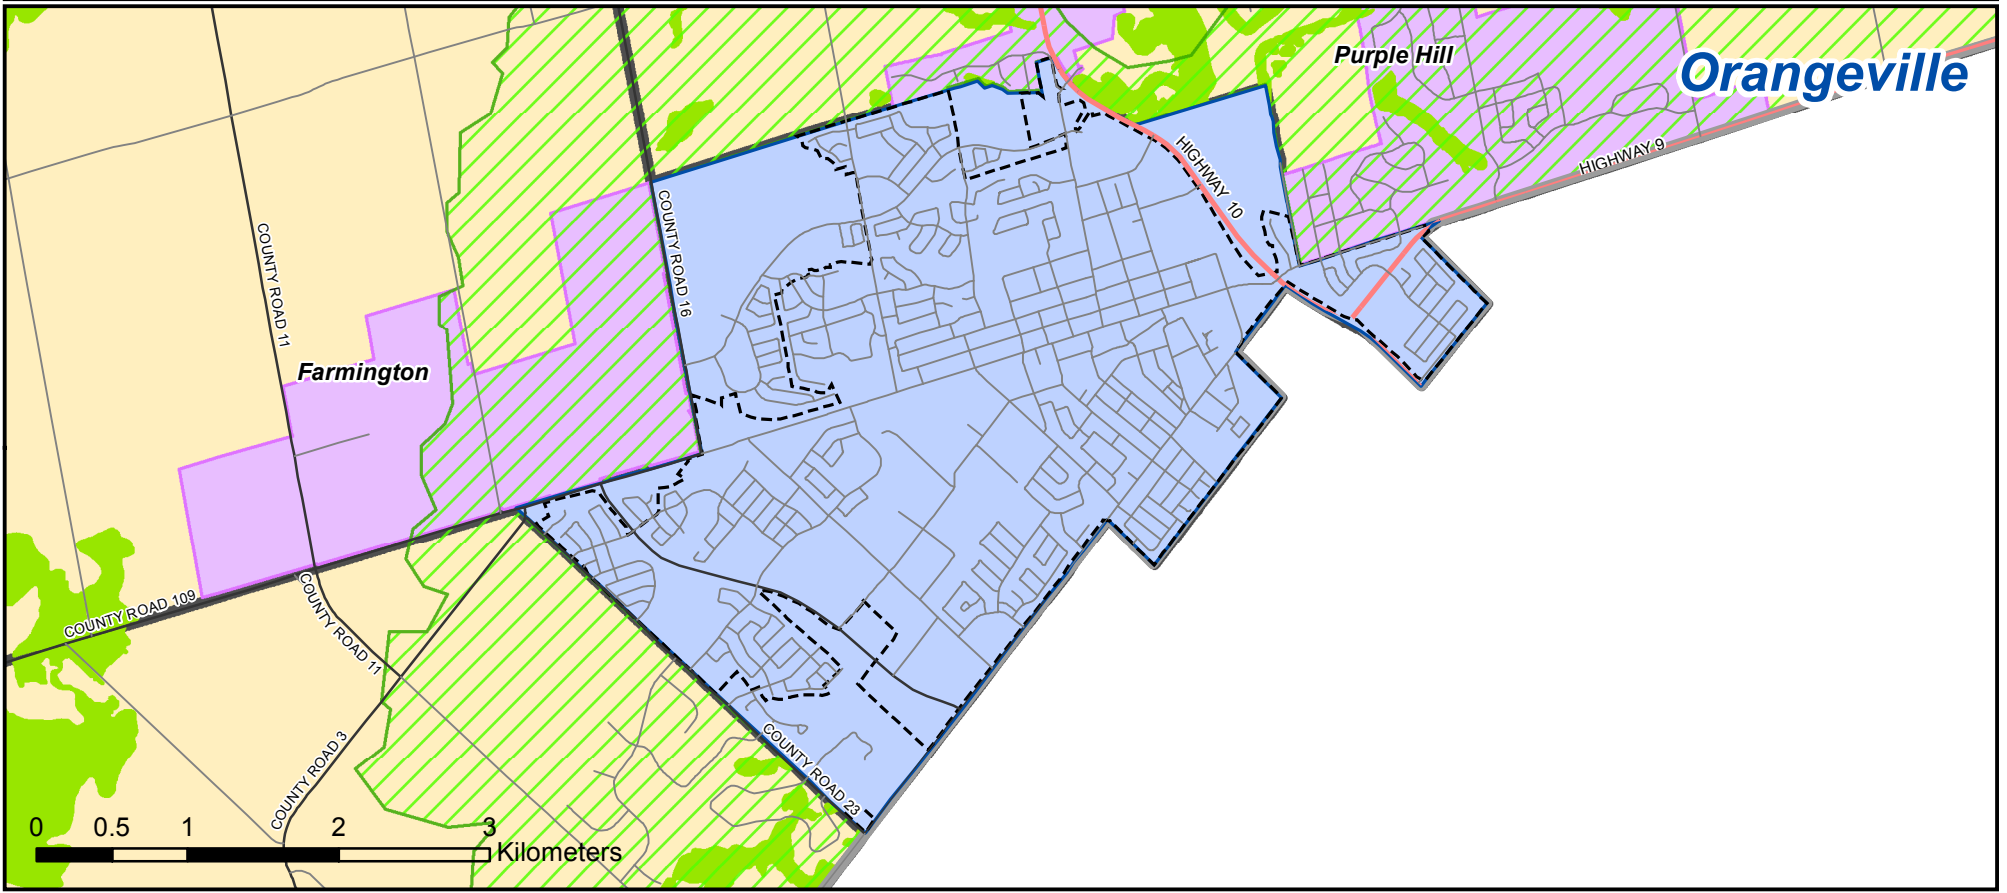 Purple Hill
Orangeville
HIGHWAY 9
HIGHWAY 10
COUNTY ROAD 16
COUNTY ROAD 11
Farmington
COUNTY ROAD 109
COUNTY ROAD 11
COUNTY ROAD 3
COUNTY ROAD 23
0 0.5 1 2 3
Kilometers